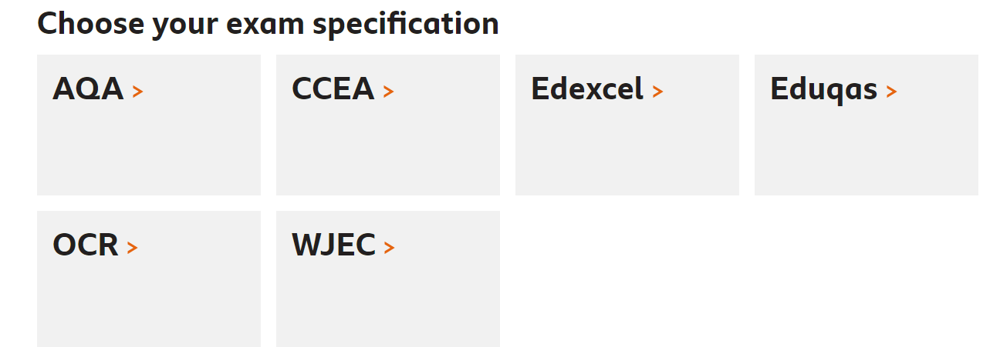 Choose your exam specification
AQA >
CCEA >
Edexcel >
Eduqas >
OCR >
WJEC >